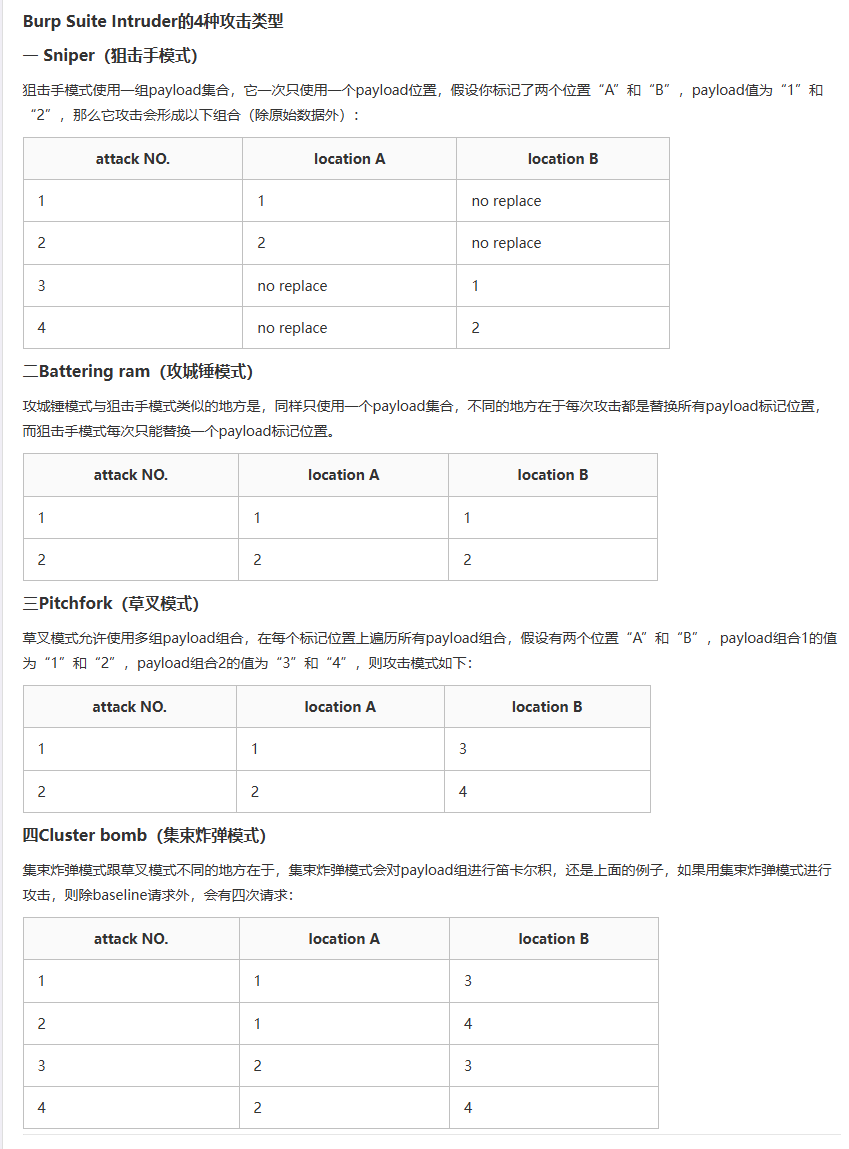 Burp Suite Intruder的4种攻击类型
一 Sniper（狙击手模式）
狙击手模式使用一组payload集合，它一次只使用一个payload位置，假设你标记了两个位置“A”和“B”，payload值为“1”和
“2”，那么它攻击会形成以下组合（除原始数据外）：
attack NO. location A location B
1 1 no replace
2 2 no replace
3 no replace 1
4 no replace 2
二Battering ram（攻城锤模式）
攻城锤模式与狙击手模式类似的地方是，同样只使用一个payload集合，不同的地方在于每次攻击都是替换所有payload标记位置，
而狙击手模式每次只能替换一个payload标记位置。
attack NO. location A location B
1 1 1
2 2 2
三Pitchfork（草叉模式）
草叉模式允许使用多组payload组合，在每个标记位置上遍历所有payload组合，假设有两个位置“A”和“B”，payload组合1的值
为“1”和“2”，payload组合2的值为“3”和“4”，则攻击模式如下：
attack NO. location A location B
1 1 3
2 2 4
四Cluster bomb（集束炸弹模式）
集束炸弹模式跟草叉模式不同的地方在于，集束炸弹模式会对payload组进行笛卡尔积，还是上面的例子，如果用集束炸弹模式进行
攻击，则除baseline请求外，会有四次请求：
attack NO. location A location B
1 1 3
2 1 4
3 2 3
4 2 4